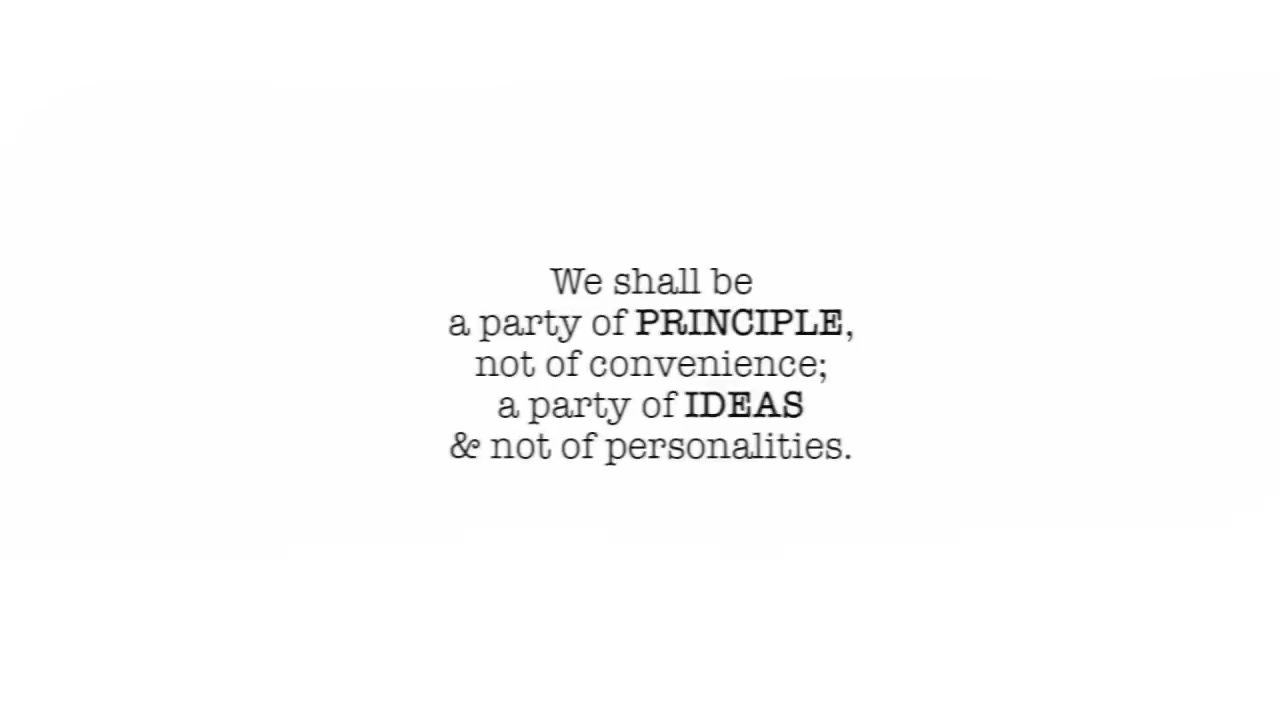 We shall be
a party of PRINCIPLE,
not of convenience;
a party of IDEAS
& not of personalities.